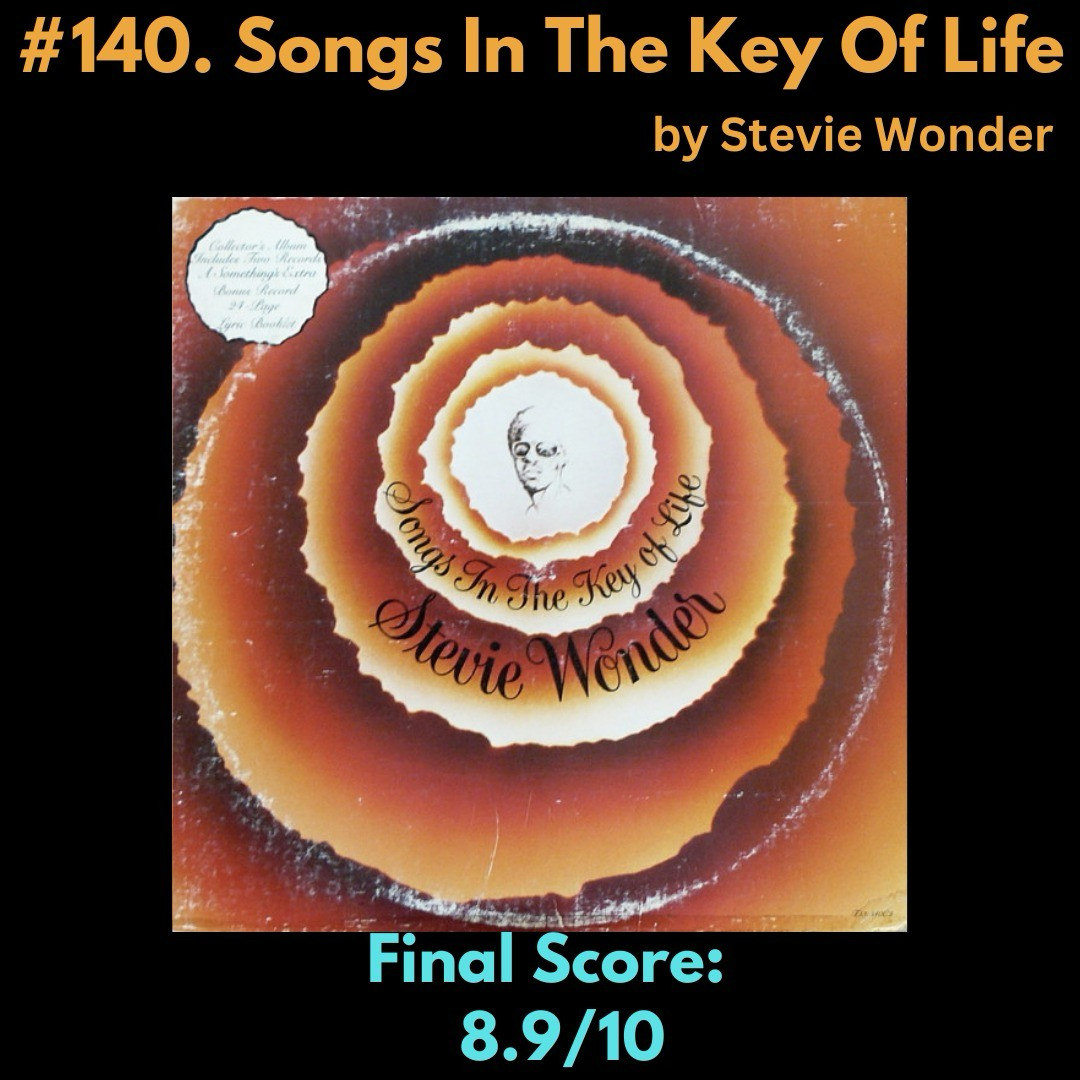 #140. Songs In The Key Of Life
by Stevie Wonder
Collector's Album
Includes Two Records
A Something's Extra
Bonus Record
24-Page
Lyric Booklet
Songs In The Key of Life
Stevie Wonder
Final Score:
8.9/10